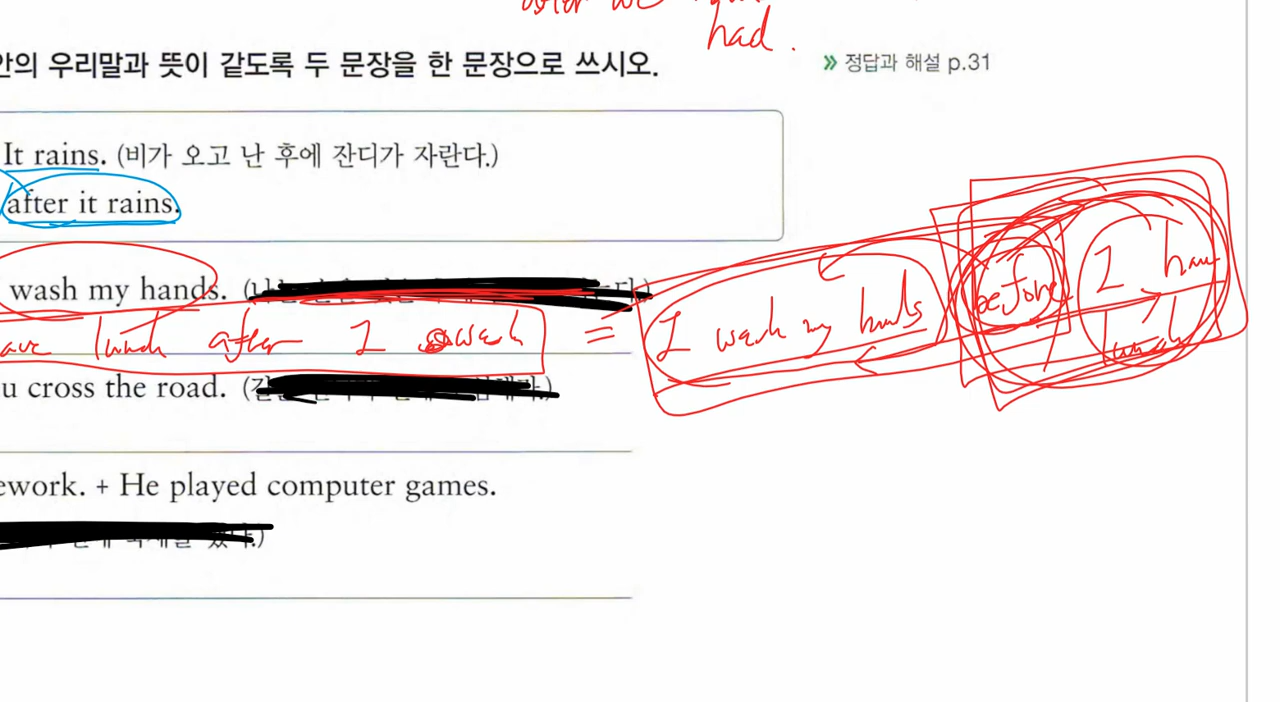 after we
had.
안의 우리말과 뜻이 같도록 두 문장을 한 문장으로 쓰시오.
» 정답과 해설 p.31
It rains. (비가 오고 난 후에 잔디가 자란다.)
after it rains.
wash my hands. (
ave lunch after I wash = I wash my hands before I have lunch
u cross the road. (
ework. + He played computer games.